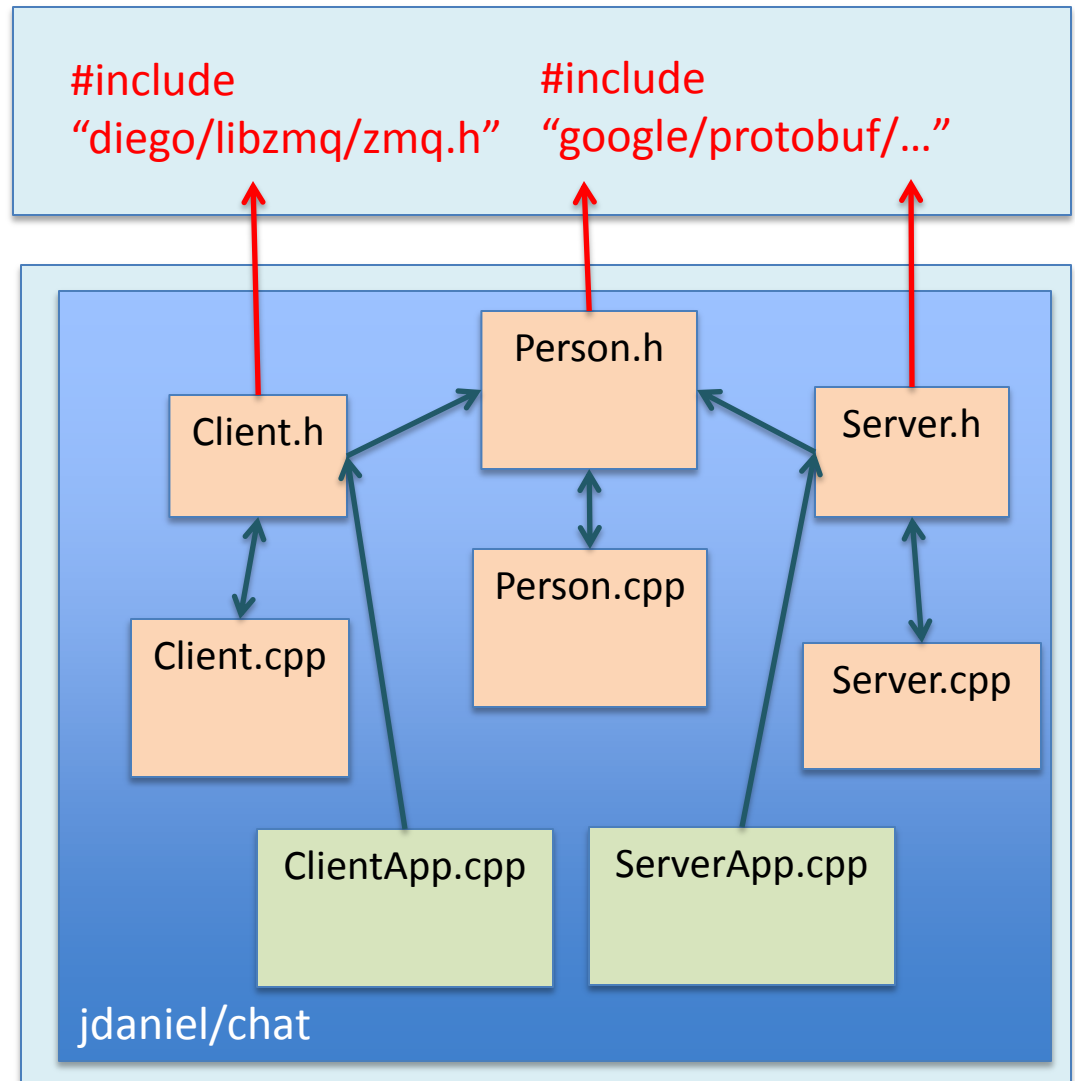 #include
“diego/libzmq/zmq.h”
#include
“google/protobuf/…”
Person.h
Client.h
Server.h
Person.cpp
Client.cpp
Server.cpp
ClientApp.cpp
ServerApp.cpp
jdaniel/chat